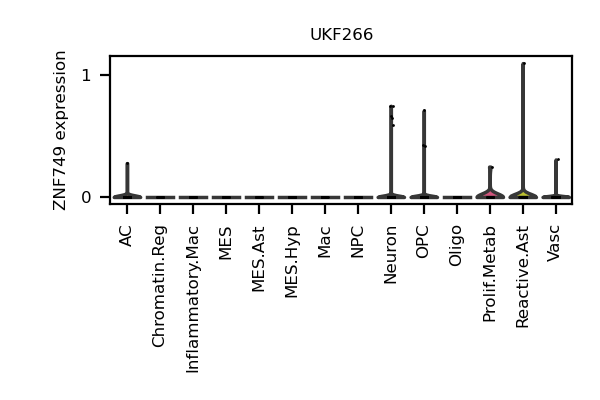 UKF266
ZNF749 expression
1
0
AC
Chromatin.Reg
Inflammatory.Mac
MES
MES.Ast
MES.Hyp
Mac
NPC
Neuron
OPC
Oligo
Prolif.Metab
Reactive.Ast
Vasc